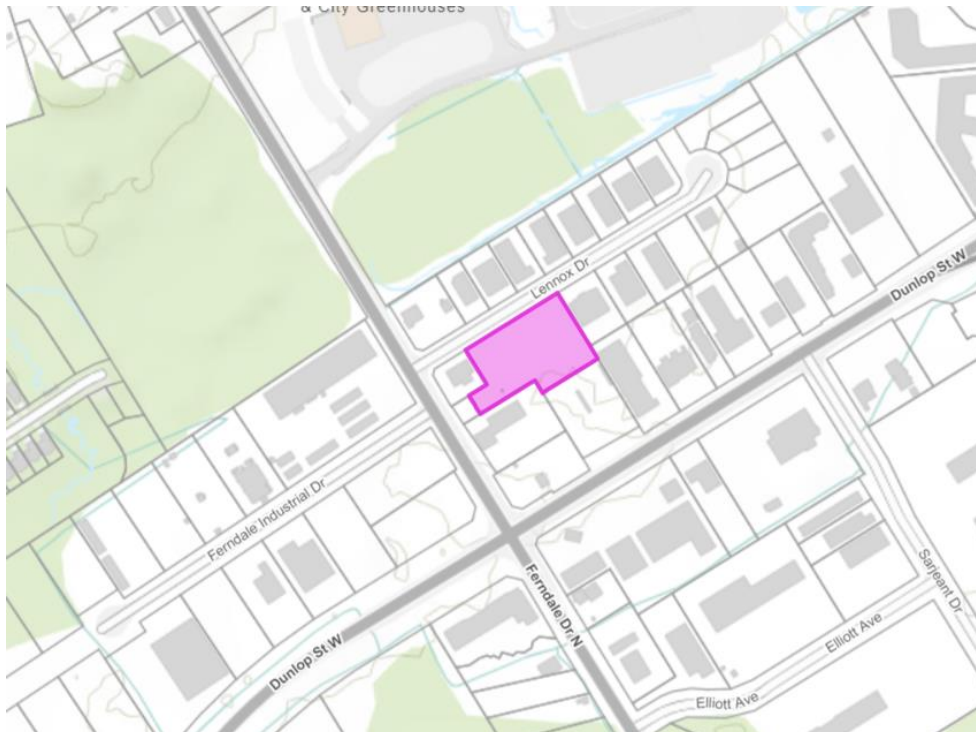 & City Greenhouses
Lennox Dr
Dunlop St W
Ferndale Industrial Dr
Ferndale Dr N
Sarjeant Dr
Dunlop St W
Elliott Ave
Elliott Ave